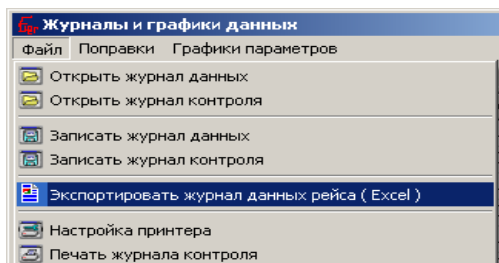 Журналы и графики данных
Файл Поправки Графики параметров
Открыть журнал данных
Открыть журнал контроля
Записать журнал данных
Записать журнал контроля
Экспортировать журнал данных рейса ( Excel )
Настройка принтера
Печать журнала контроля